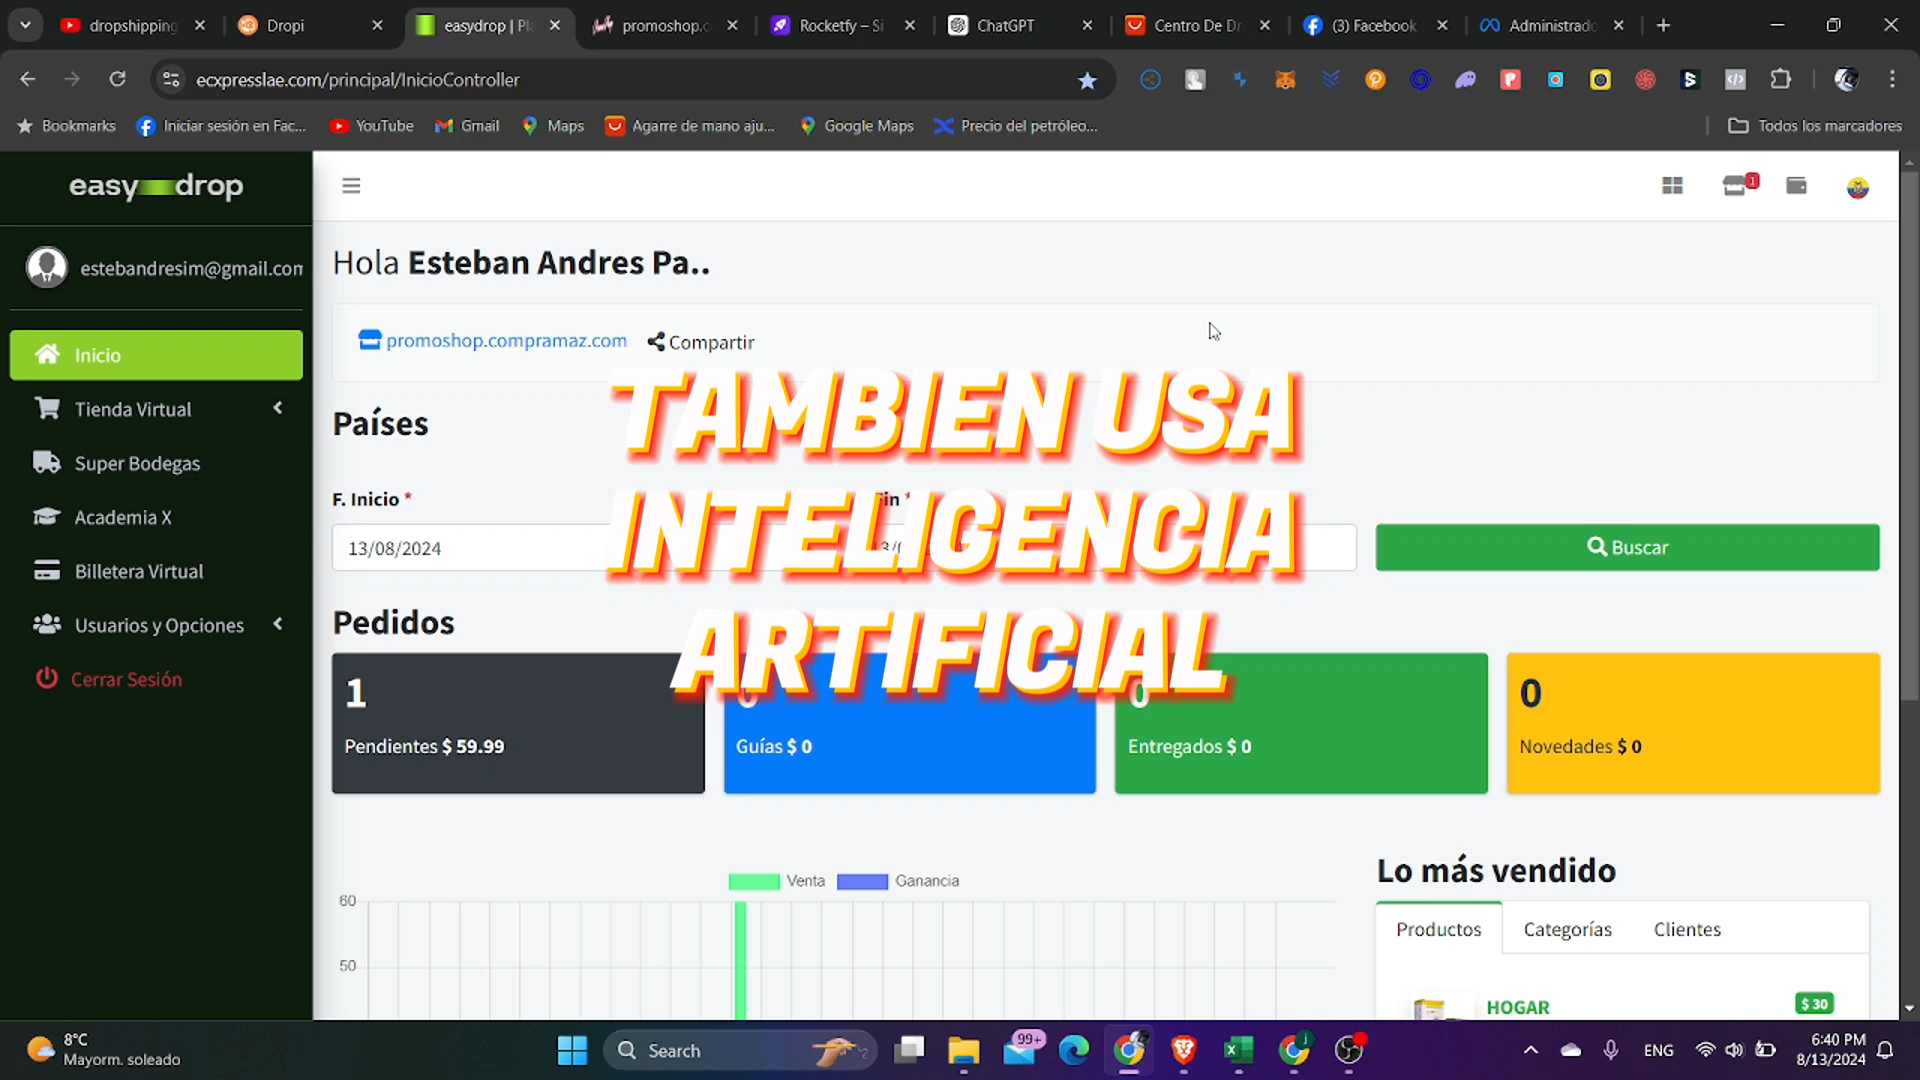 dropshipping
Dropi
easydrop | Pl
promoshop.c
Rocketfy – Si
ChatGPT
Centro De Dr
(3) Facebook
Administrado
ecxpresslae.com/principal/InicioController
Bookmarks
Iniciar sesión en Fac...
YouTube
Gmail
Maps
Agarre de mano aju...
Google Maps
Precio del petróleo...
Todos los marcadores
easydrop
1
estebandresim@gmail.com
Hola Esteban Andres Pa..
promoshop.compramaz.com
Compartir
Inicio
Tienda Virtual
Super Bodegas
Academia X
Billetera Virtual
Usuarios y Opciones
Cerrar Sesión
TAMBIEN USA
INTELIGENCIA
ARTIFICIAL
Países
F. Inicio *
13/08/2024
Buscar
Pedidos
1
Pendientes $ 59.99
0
Guías $ 0
0
Entregados $ 0
0
Novedades $ 0
Venta
Ganancia
60
50
Lo más vendido
Productos
Categorías
Clientes
HOGAR
$ 30
8°C
Mayorm. soleado
Search
99+
ENG
6:40 PM
8/13/2024